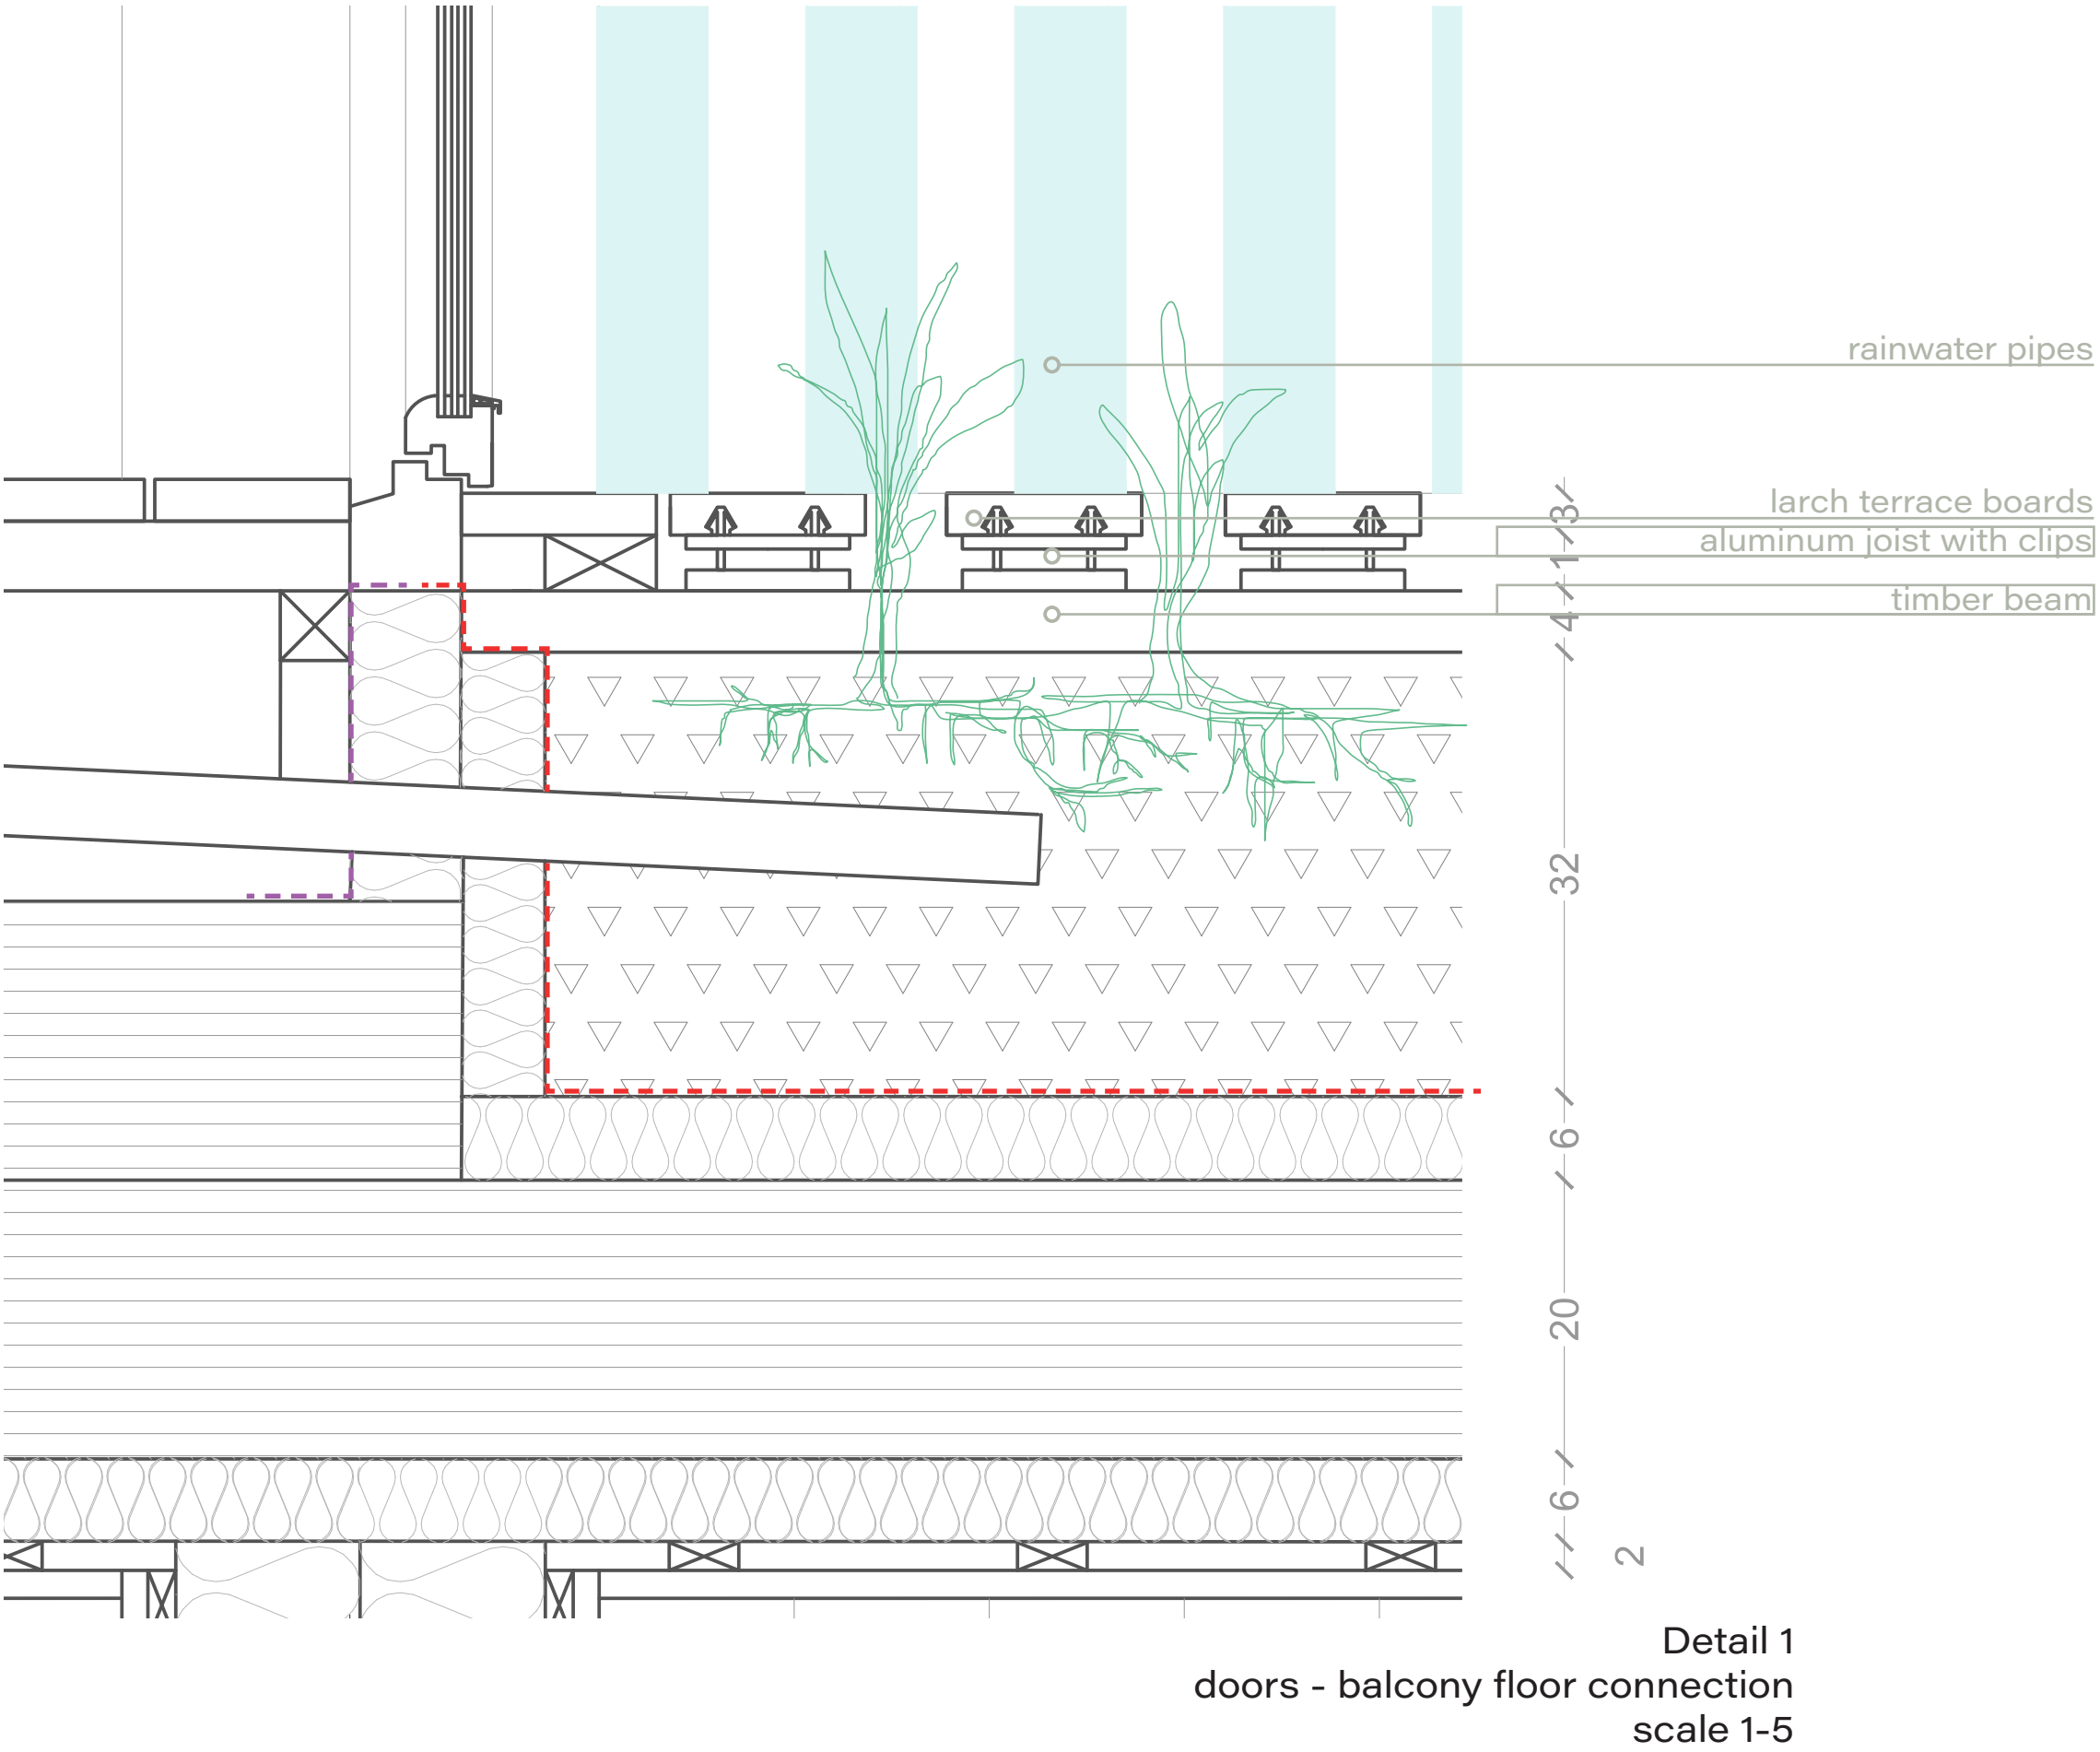 rainwater pipes
larch terrace boards
aluminum joist with clips
timber beam
3
1
4
32
6
20
6
2
Detail 1
doors - balcony floor connection
scale 1-5